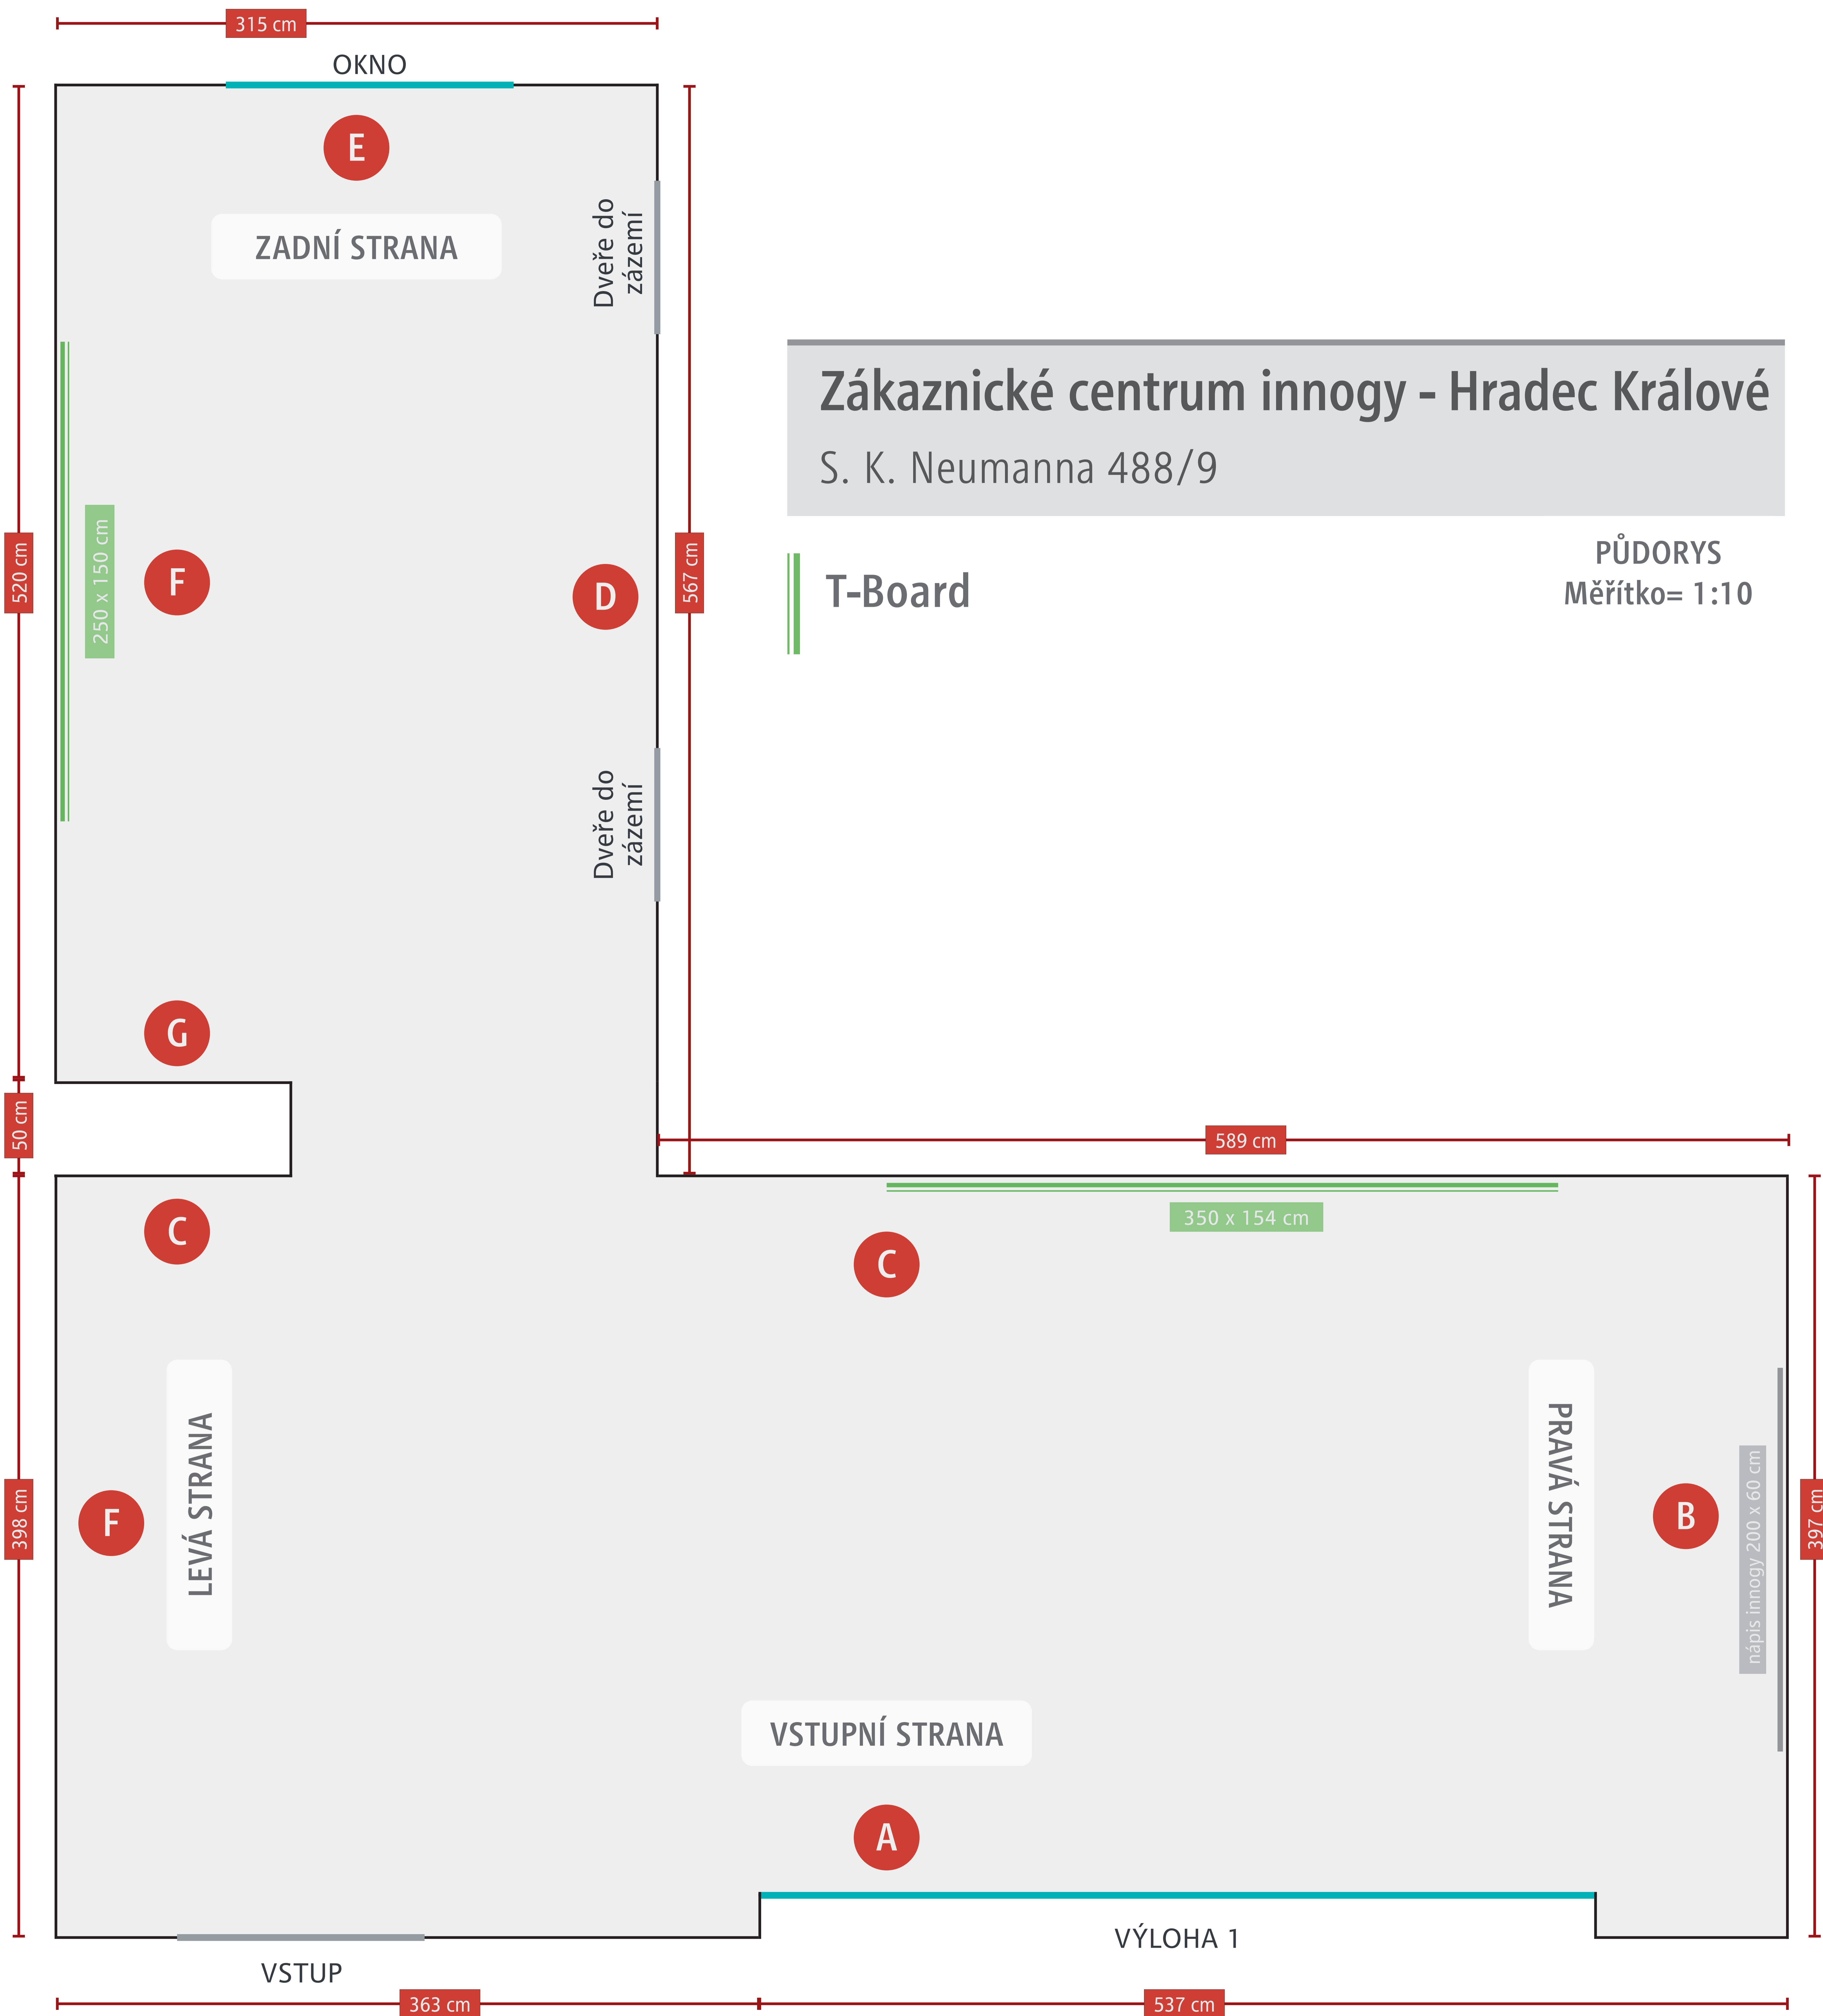 315 cm
OKNO
E
ZADNÍ STRANA
Dveře do
zázemí
Zákaznické centrum innogy - Hradec Králové
S. K. Neumanna 488/9
T-Board
PŮDORYS
Měřítko= 1:10
520 cm
250 x 150 cm
F
D
567 cm
Dveře do
zázemí
G
50 cm
589 cm
C
350 x 154 cm
C
398 cm
F
LEVÁ STRANA
PRAVÁ STRANA
B
nápis innogy 200 x 60 cm
397 cm
VSTUPNÍ STRANA
A
VÝLOHA 1
VSTUP
363 cm
537 cm